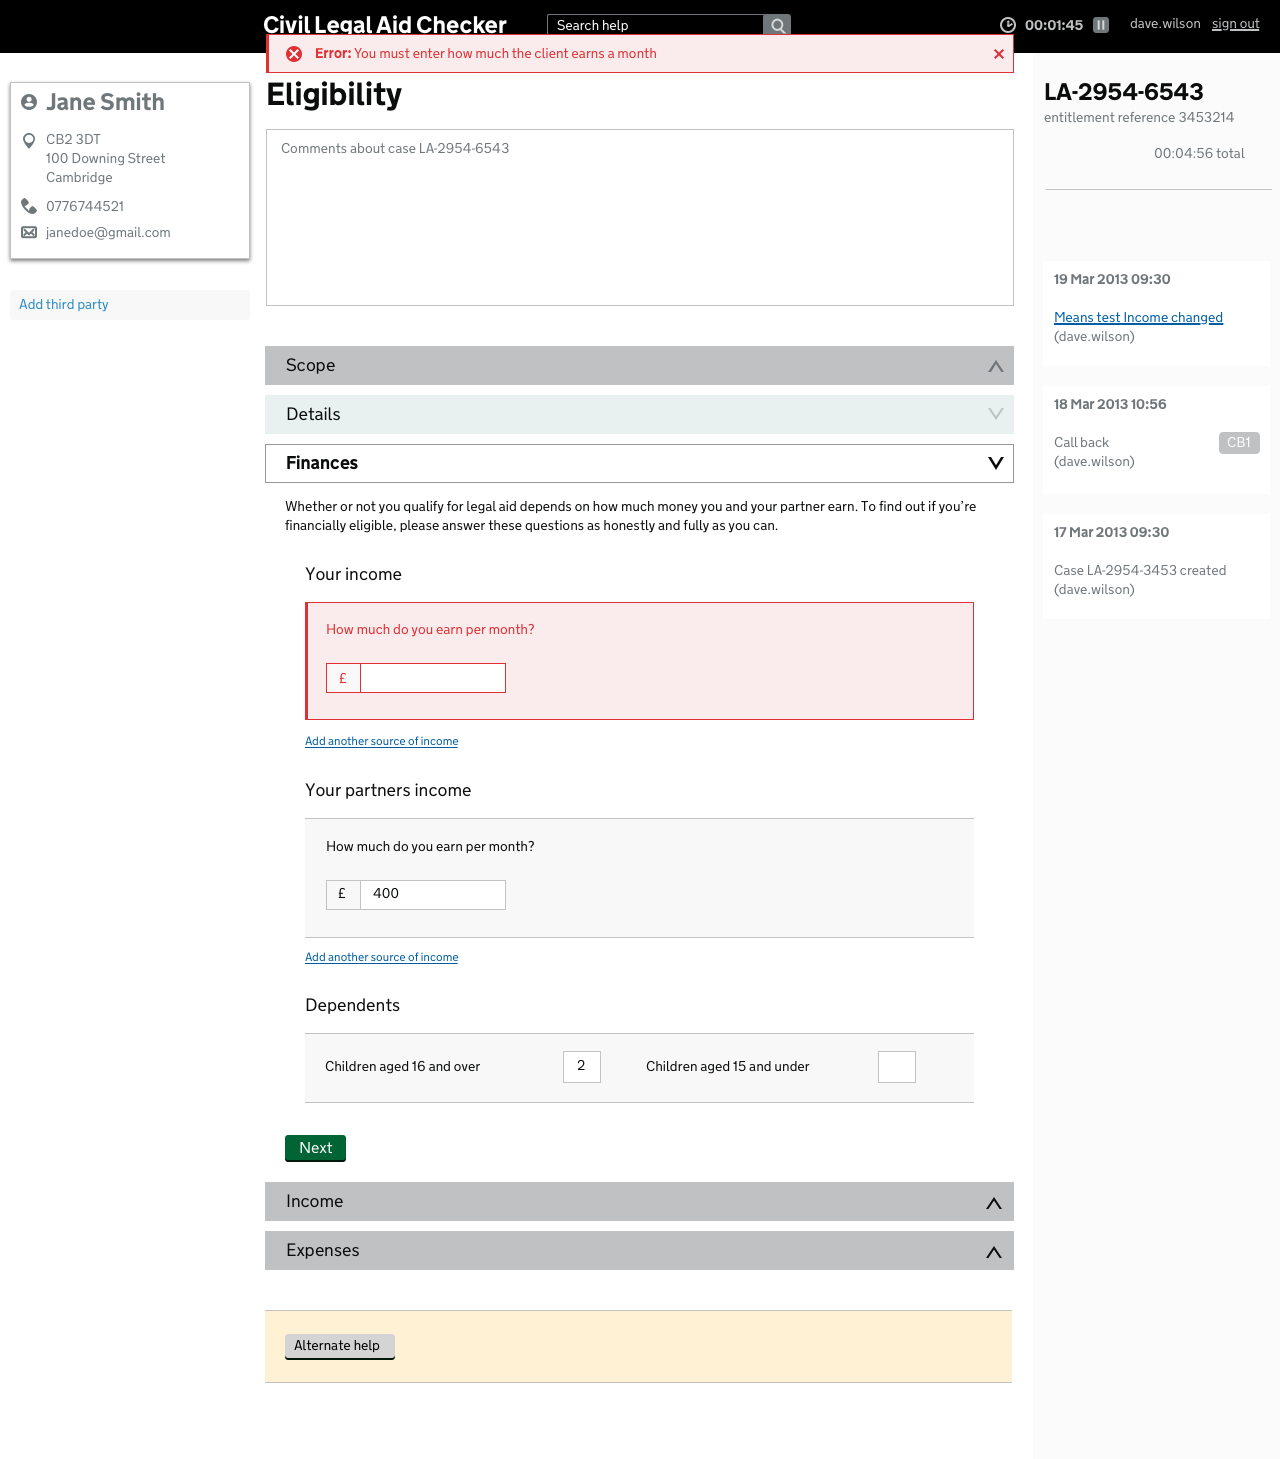 Civil Legal Aid Checker
Search help
00:01:45
dave.wilson sign out
Error: You must enter how much the client earns a month
Jane Smith
CB2 3DT
100 Downing Street
Cambridge
0776744521
janedoe@gmail.com
Add third party
Eligibility
Comments about case LA-2954-6543
Scope
Details
Finances
Whether or not you qualify for legal aid depends on how much money you and your partner earn. To find out if you're
financially eligible, please answer these questions as honestly and fully as you can.
Your income
How much do you earn per month?
£
Add another source of income
Your partners income
How much do you earn per month?
£ 400
Add another source of income
Dependents
Children aged 16 and over 2 Children aged 15 and under
Next
Income
Expenses
Alternate help
LA-2954-6543
entitlement reference 3453214
00:04:56 total
19 Mar 2013 09:30
Means test Income changed
(dave.wilson)
18 Mar 2013 10:56
Call back CB1
(dave.wilson)
17 Mar 2013 09:30
Case LA-2954-3453 created
(dave.wilson)